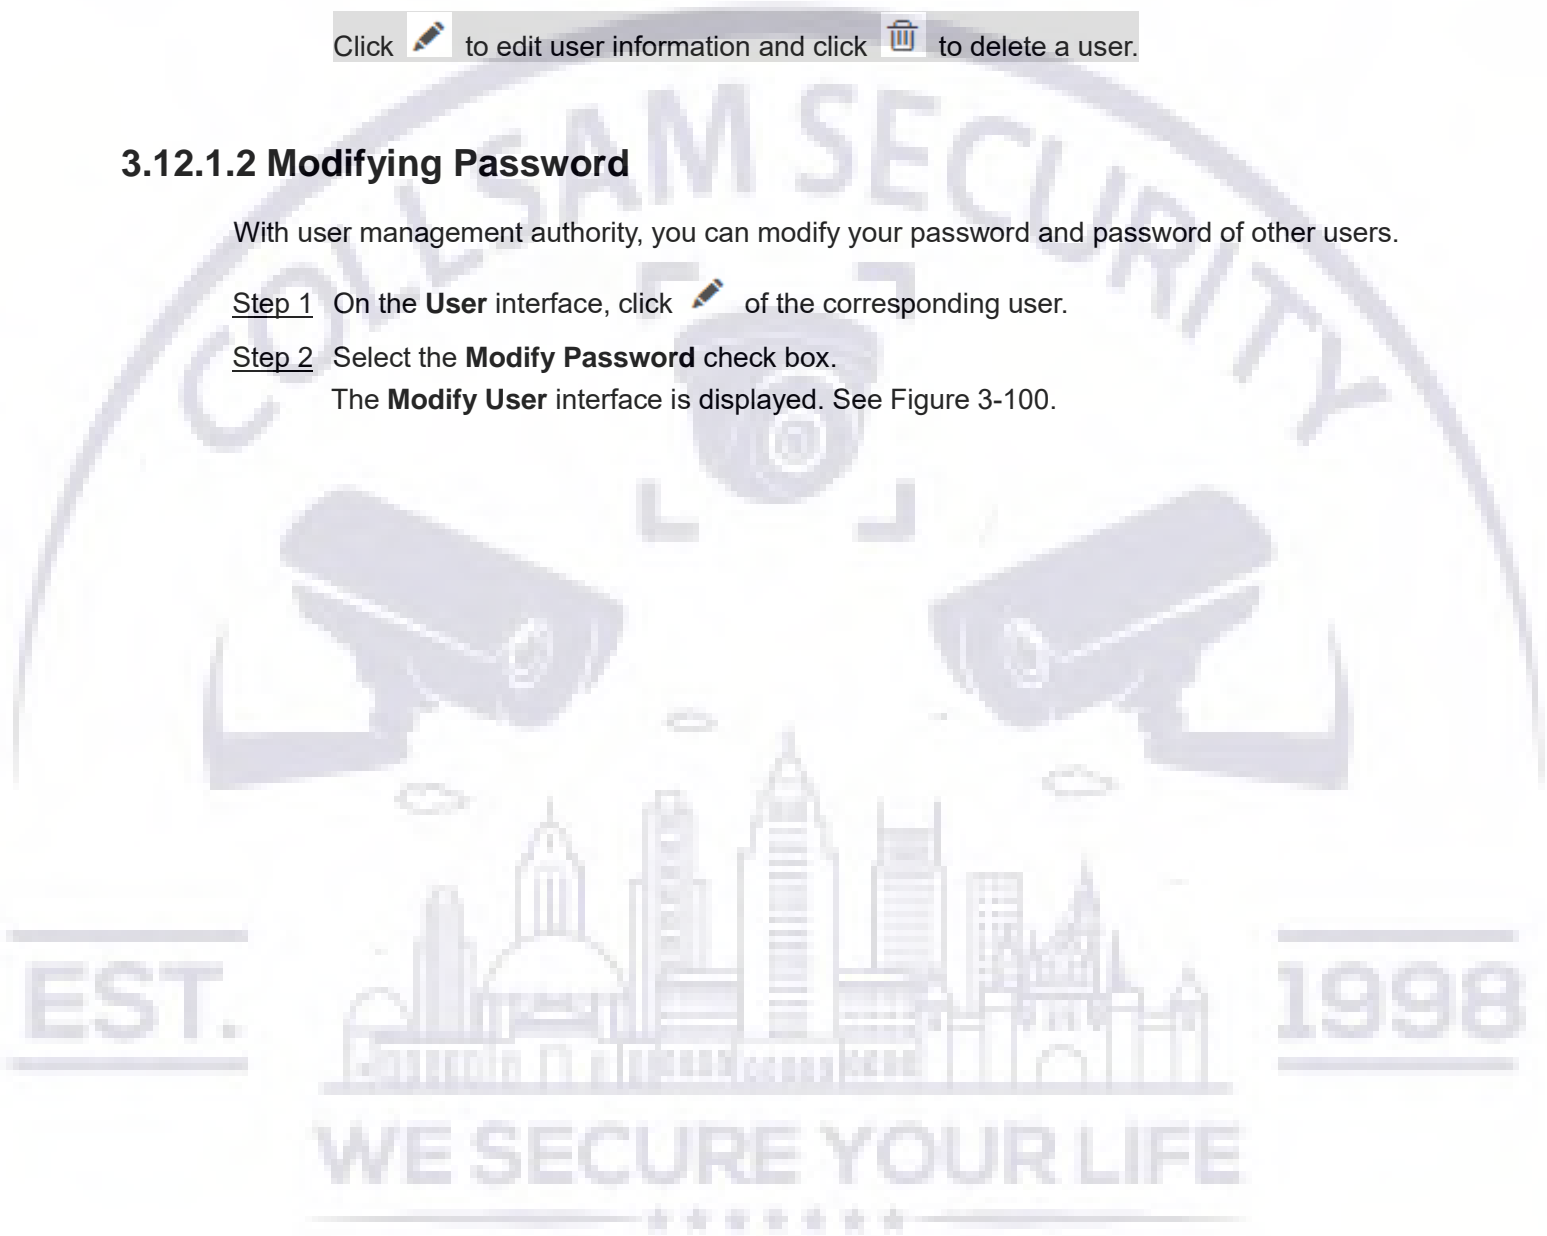 Click to edit user information and click to delete a user.
COLLSAM SECURITY
3.12.1.2 Modifying Password
With user management authority, you can modify your password and password of other users.
Step 1 On the User interface, click of the corresponding user.
Step 2 Select the Modify Password check box.
The Modify User interface is displayed. See Figure 3-100.
EST. 1998
WE SECURE YOUR LIFE